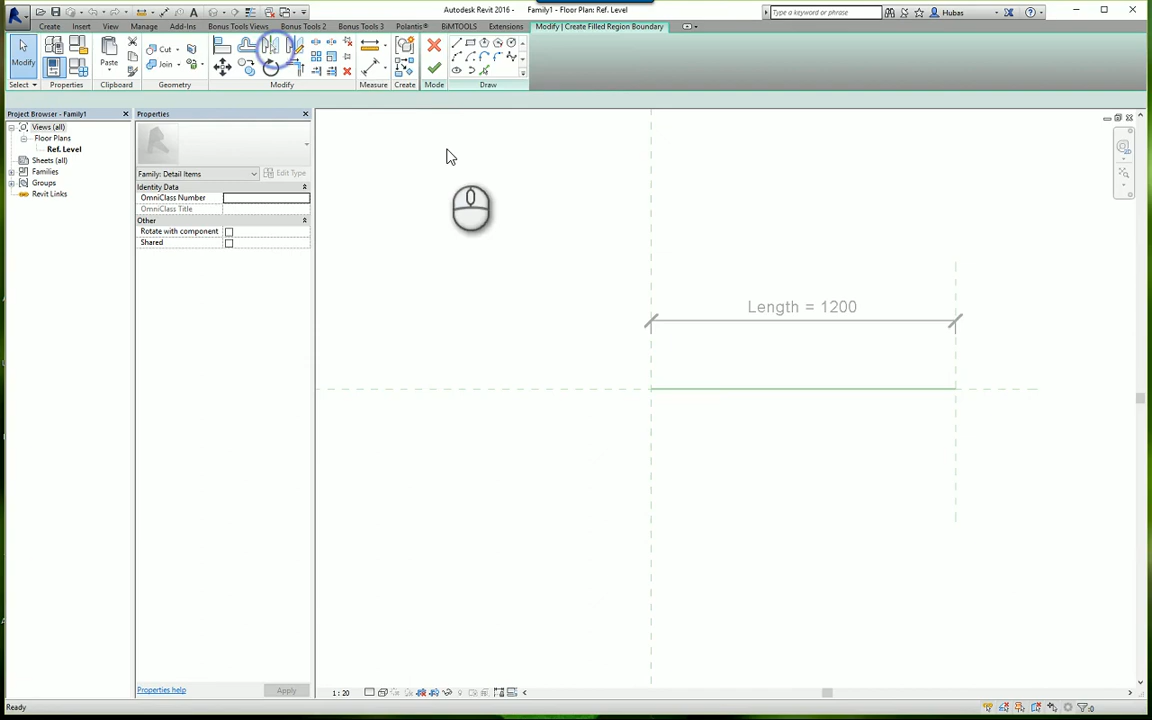 Autodesk Revit 2016 - Family1 - Floor Plan: Ref. Level
Type a keyword or phrase
Hubas
Create Insert View Manage Add-Ins Bonus Tools Views Bonus Tools 2 Bonus Tools 3 Polantis® BiMTOOLS Extensions Modify | Create Filled Region Boundary
Modify
Paste
Cut
Join
Select Properties Clipboard Geometry Modify Measure Create Mode Draw
Project Browser - Family1
Views (all)
Floor Plans
Ref. Level
Sheets (all)
Families
Groups
Revit Links
Properties
Family: Detail Items
Edit Type
Identity Data
OmniClass Number
OmniClass Title
Other
Rotate with component
Shared
Properties help
Apply
Length = 1200
1 : 20
Ready
:0